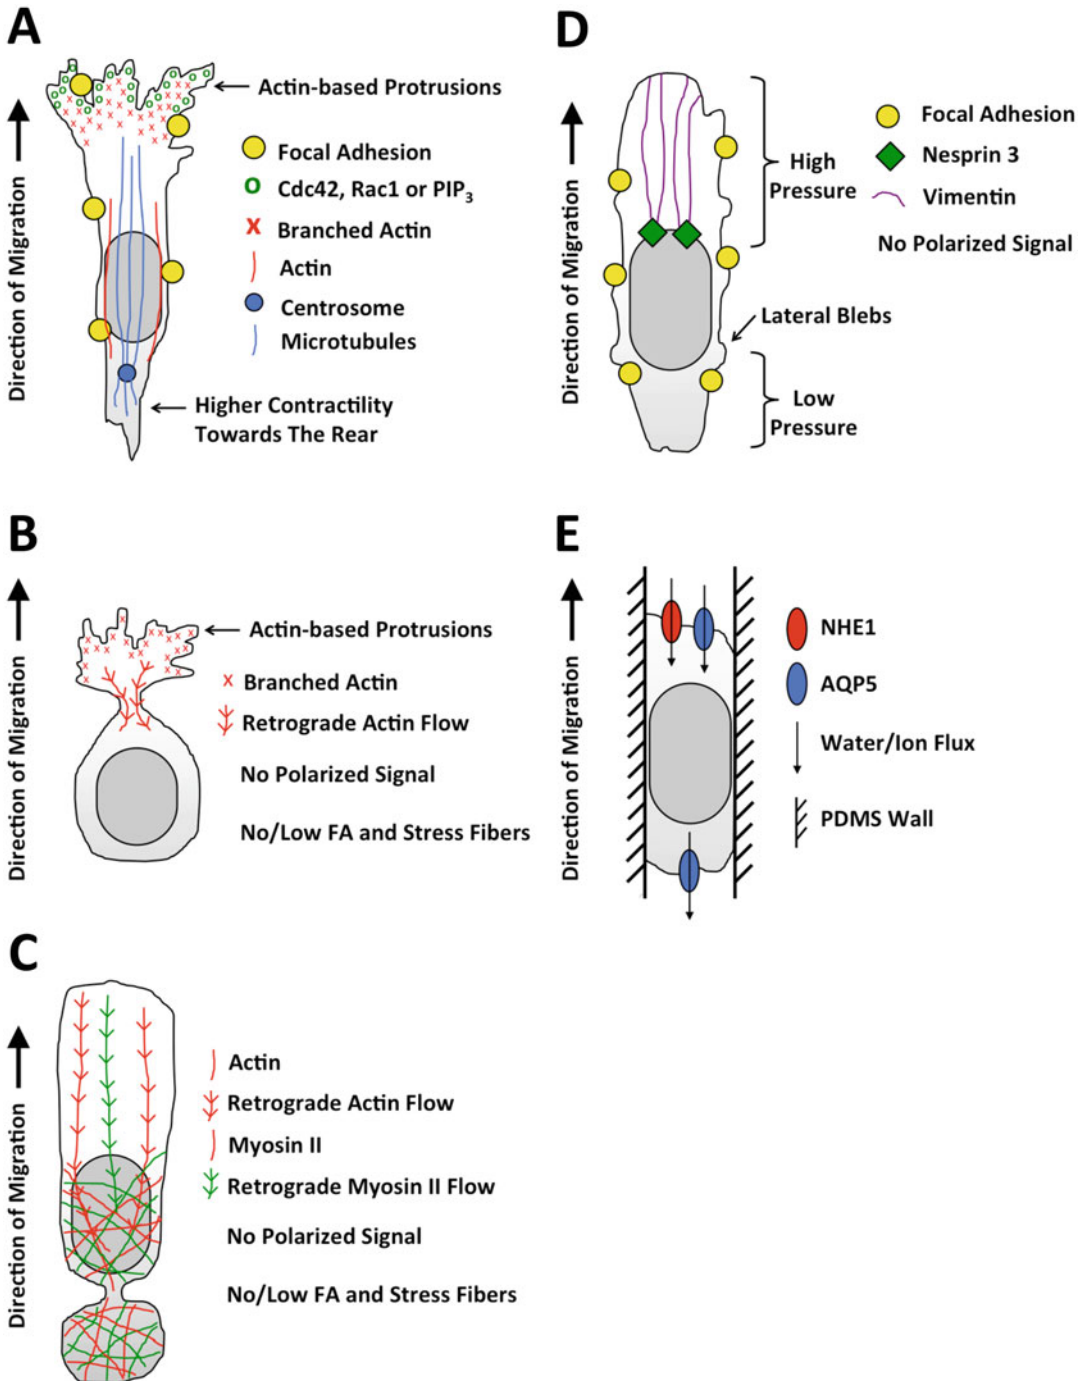 A
Direction of Migration
Actin-based Protrusions
Focal Adhesion
Cdc42, Rac1 or PIP3
Branched Actin
Actin
Centrosome
Microtubules
Higher Contractility
Towards The Rear
D
Direction of Migration
Focal Adhesion
Nesprin 3
Vimentin
No Polarized Signal
High
Pressure
Lateral Blebs
Low
Pressure
B
Direction of Migration
Actin-based Protrusions
Branched Actin
Retrograde Actin Flow
No Polarized Signal
No/Low FA and Stress Fibers
E
Direction of Migration
NHE1
AQP5
Water/Ion Flux
PDMS Wall
C
Direction of Migration
Actin
Retrograde Actin Flow
Myosin II
Retrograde Myosin II Flow
No Polarized Signal
No/Low FA and Stress Fibers